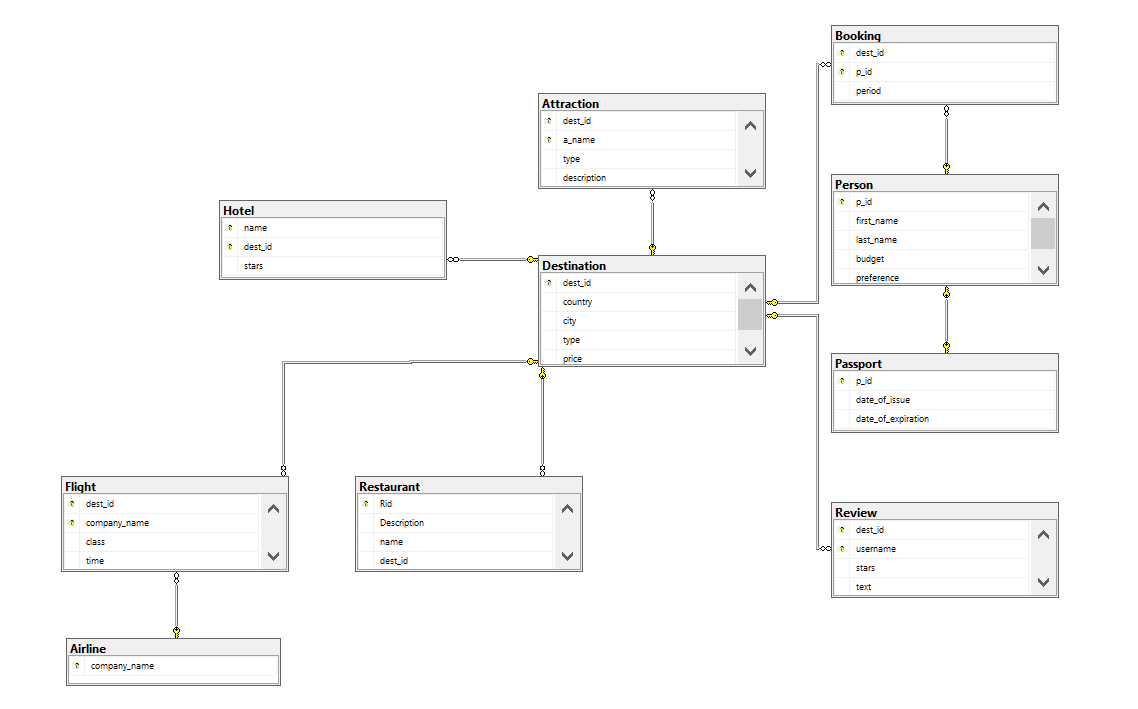 Booking
dest_id
p_id
period
Attraction
dest_id
a_name
type
description
Person
p_id
first_name
last_name
budget
preference
Hotel
name
dest_id
stars
Destination
dest_id
country
city
type
price
Passport
p_id
date_of_issue
date_of_expiration
Flight
dest_id
company_name
class
time
Restaurant
Rid
Description
name
dest_id
Review
dest_id
username
stars
text
Airline
company_name